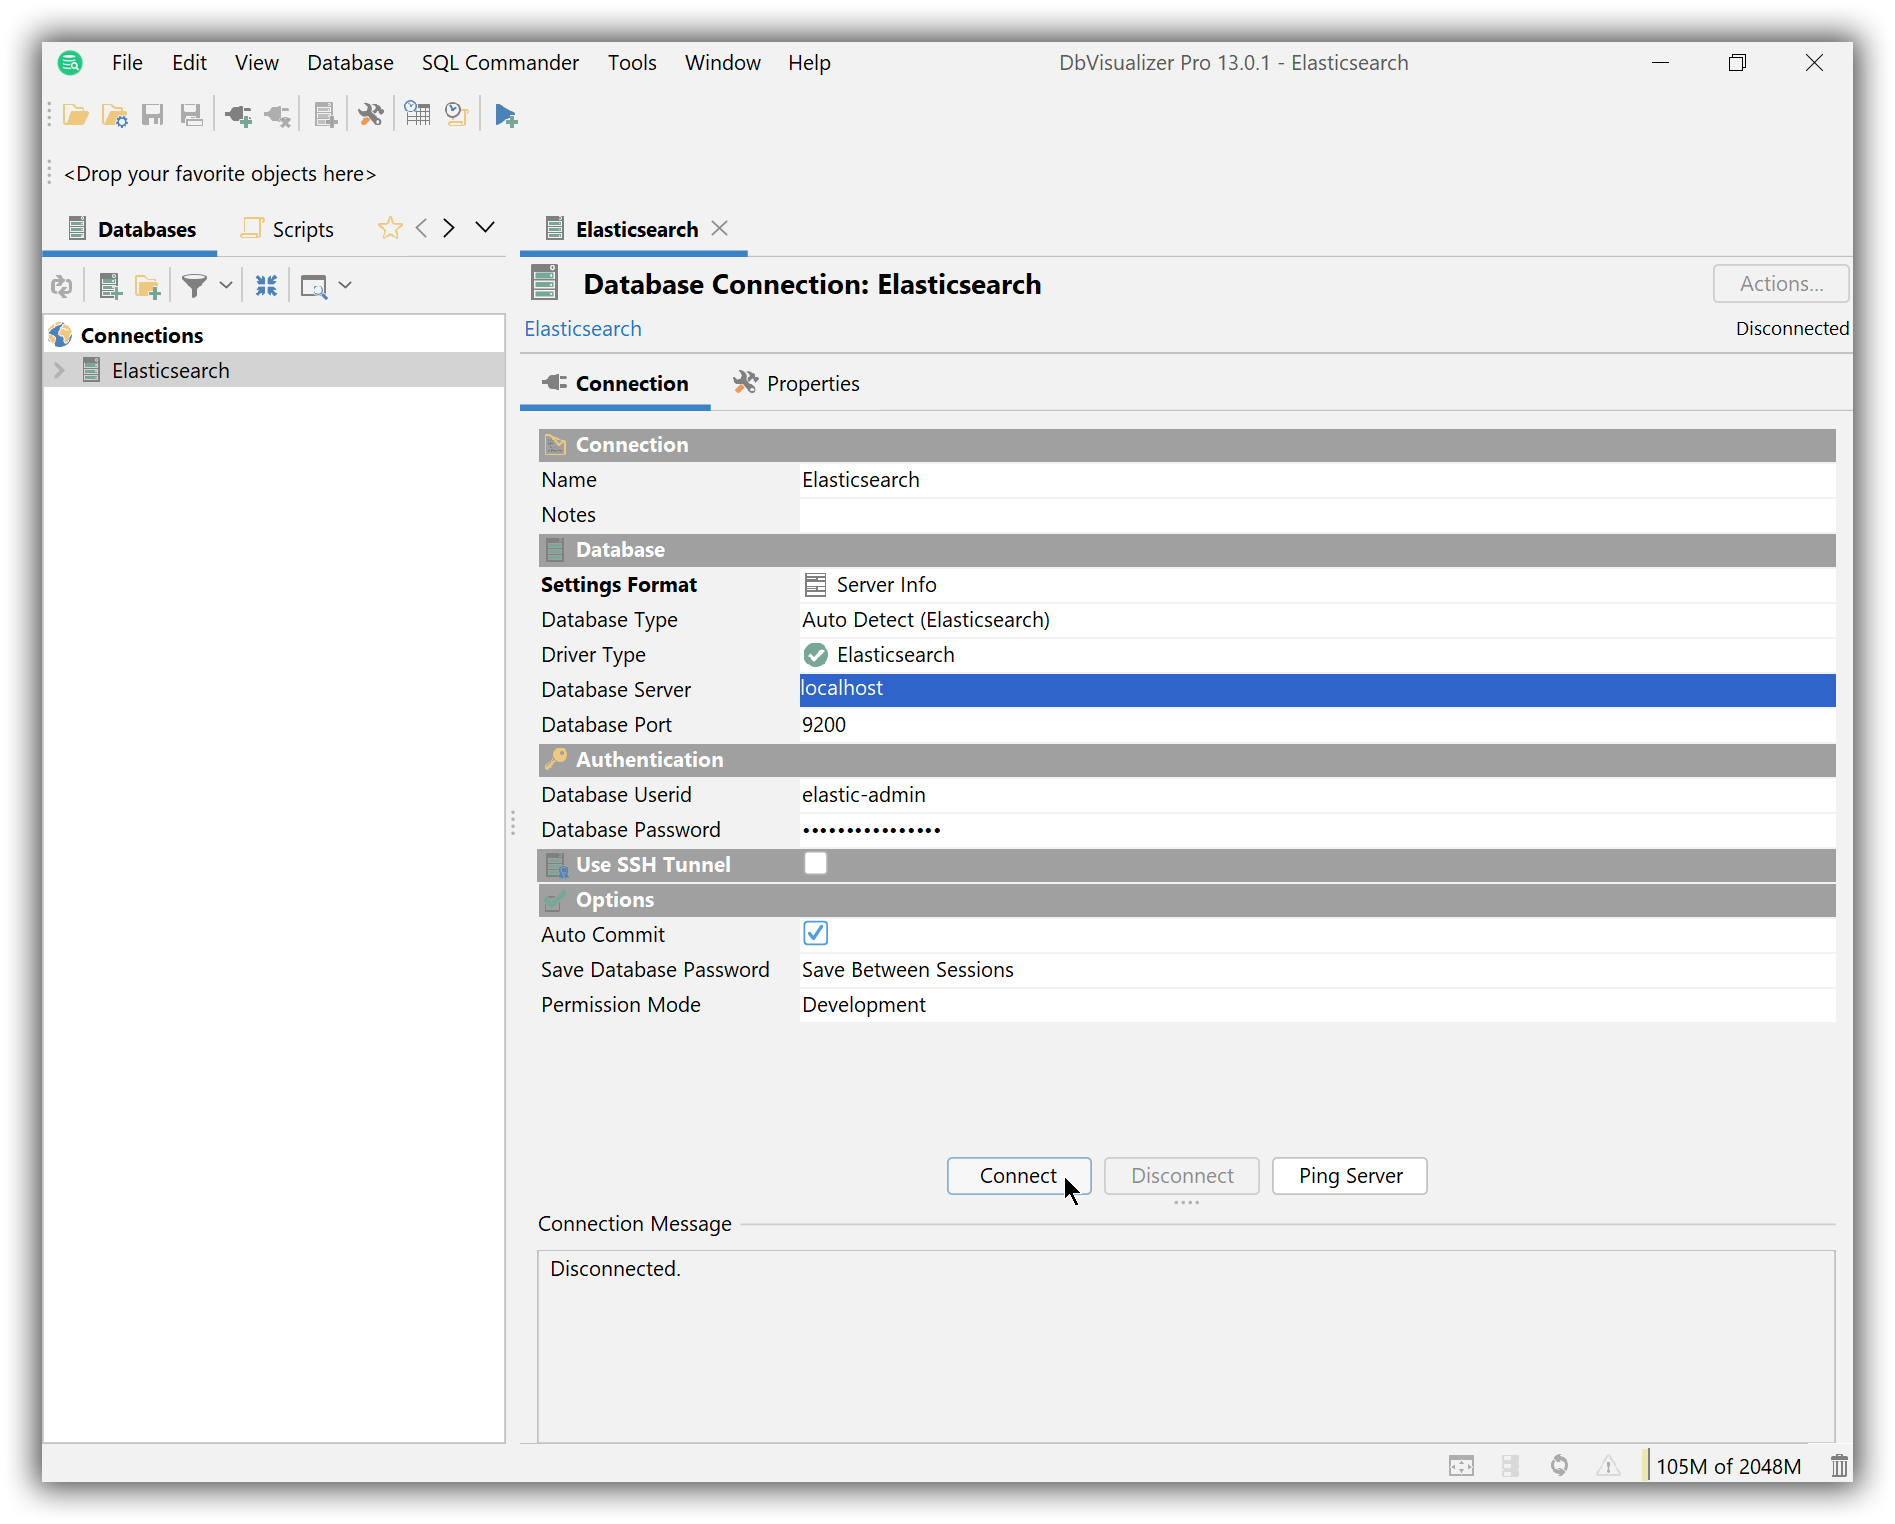 File Edit View Database SQL Commander Tools Window Help DbVisualizer Pro 13.0.1 - Elasticsearch
<Drop your favorite objects here>
Databases Scripts Elasticsearch
Database Connection: Elasticsearch Actions...
Elasticsearch Disconnected
Connections
Elasticsearch
Connection Properties
Connection
Name Elasticsearch
Notes
Database
Settings Format Server Info
Database Type Auto Detect (Elasticsearch)
Driver Type Elasticsearch
Database Server localhost
Database Port 9200
Authentication
Database Userid elastic-admin
Database Password ••••••••••••••••
Use SSH Tunnel
Options
Auto Commit
Save Database Password Save Between Sessions
Permission Mode Development
Connect Disconnect Ping Server
Connection Message
Disconnected.
105M of 2048M